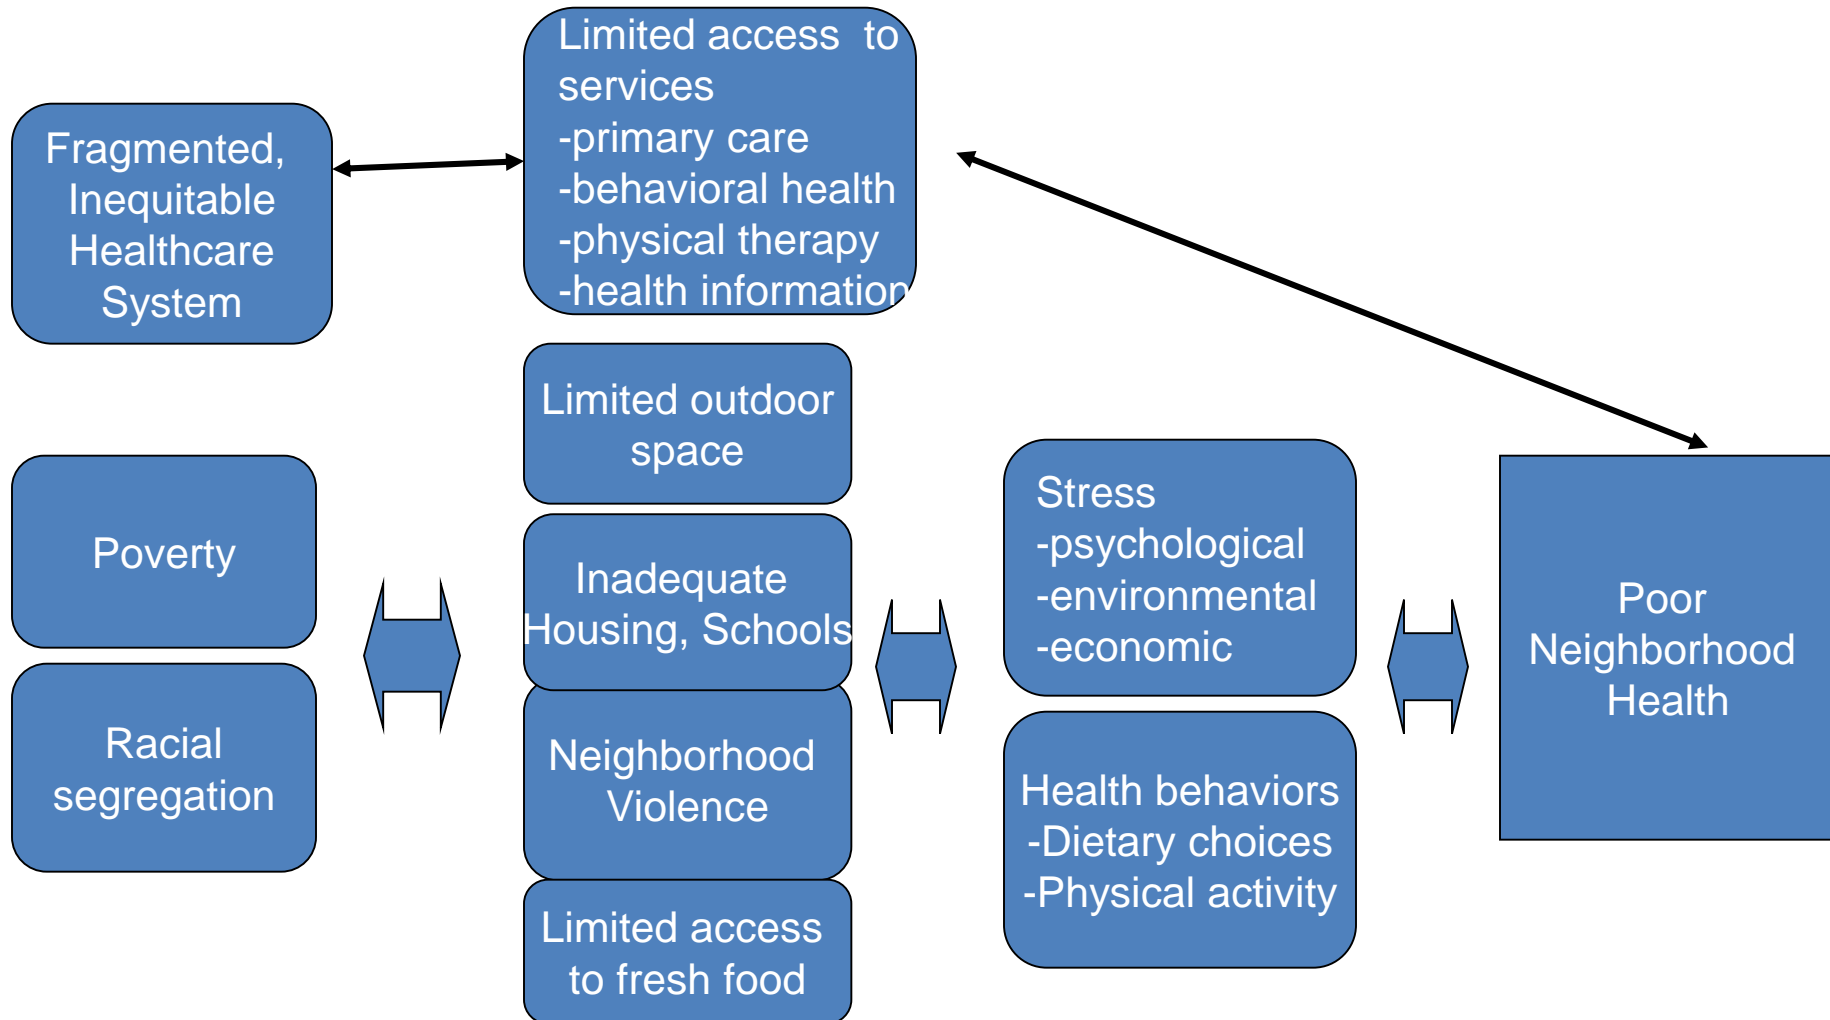 Fragmented,
Inequitable
Healthcare
System
Limited access to
services
-primary care
-behavioral health
-physical therapy
-health information
Poverty
Racial
segregation
Limited outdoor
space
Inadequate
Housing, Schools
Neighborhood
Violence
Limited access
to fresh food
Stress
-psychological
-environmental
-economic
Health behaviors
-Dietary choices
-Physical activity
Poor
Neighborhood
Health